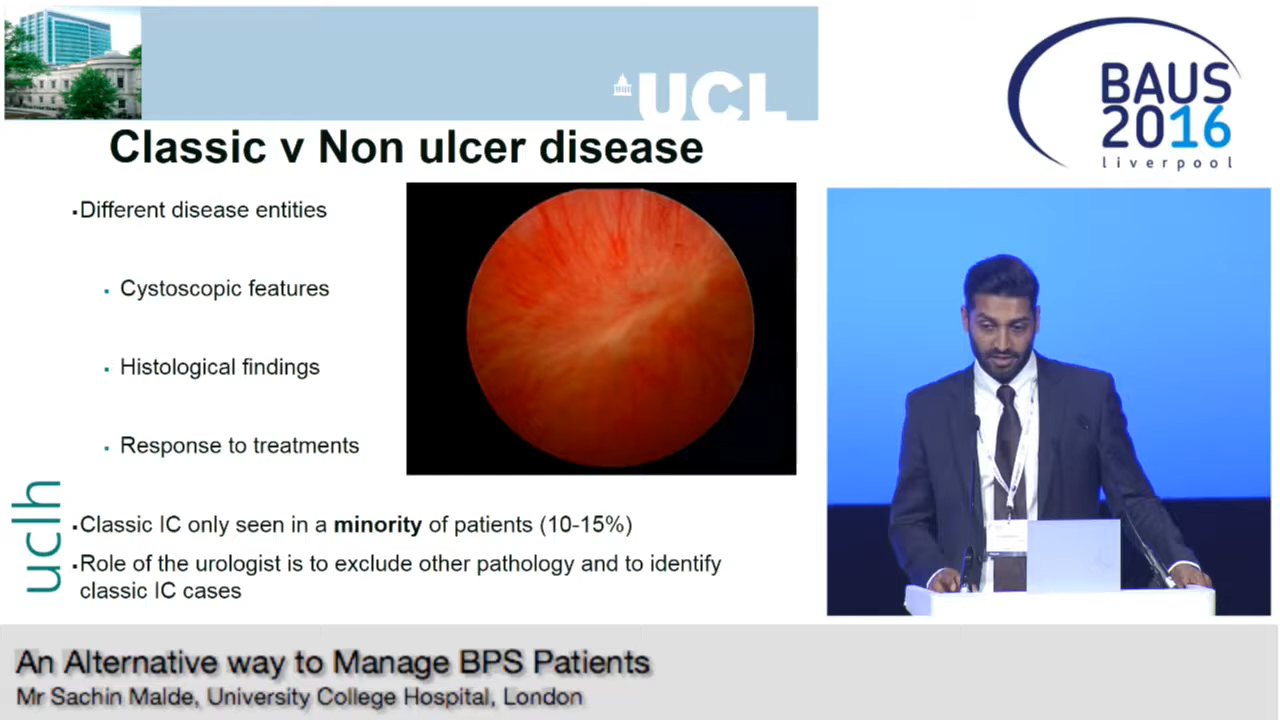 UCL
BAUS
2016
liverpool
Classic v Non ulcer disease
▪Different disease entities
▪ Cystoscopic features
▪ Histological findings
▪ Response to treatments
▪Classic IC only seen in a minority of patients (10-15%)
▪Role of the urologist is to exclude other pathology and to identify
classic IC cases
uclh
An Alternative way to Manage BPS Patients
Mr Sachin Malde, University College Hospital, London